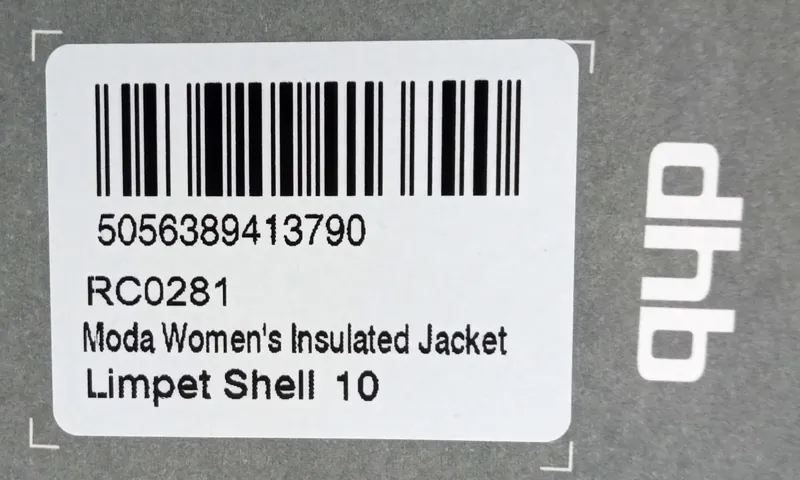 5056389413790
RC0281
Moda Women's Insulated Jacket
Limpet Shell 10
dhb